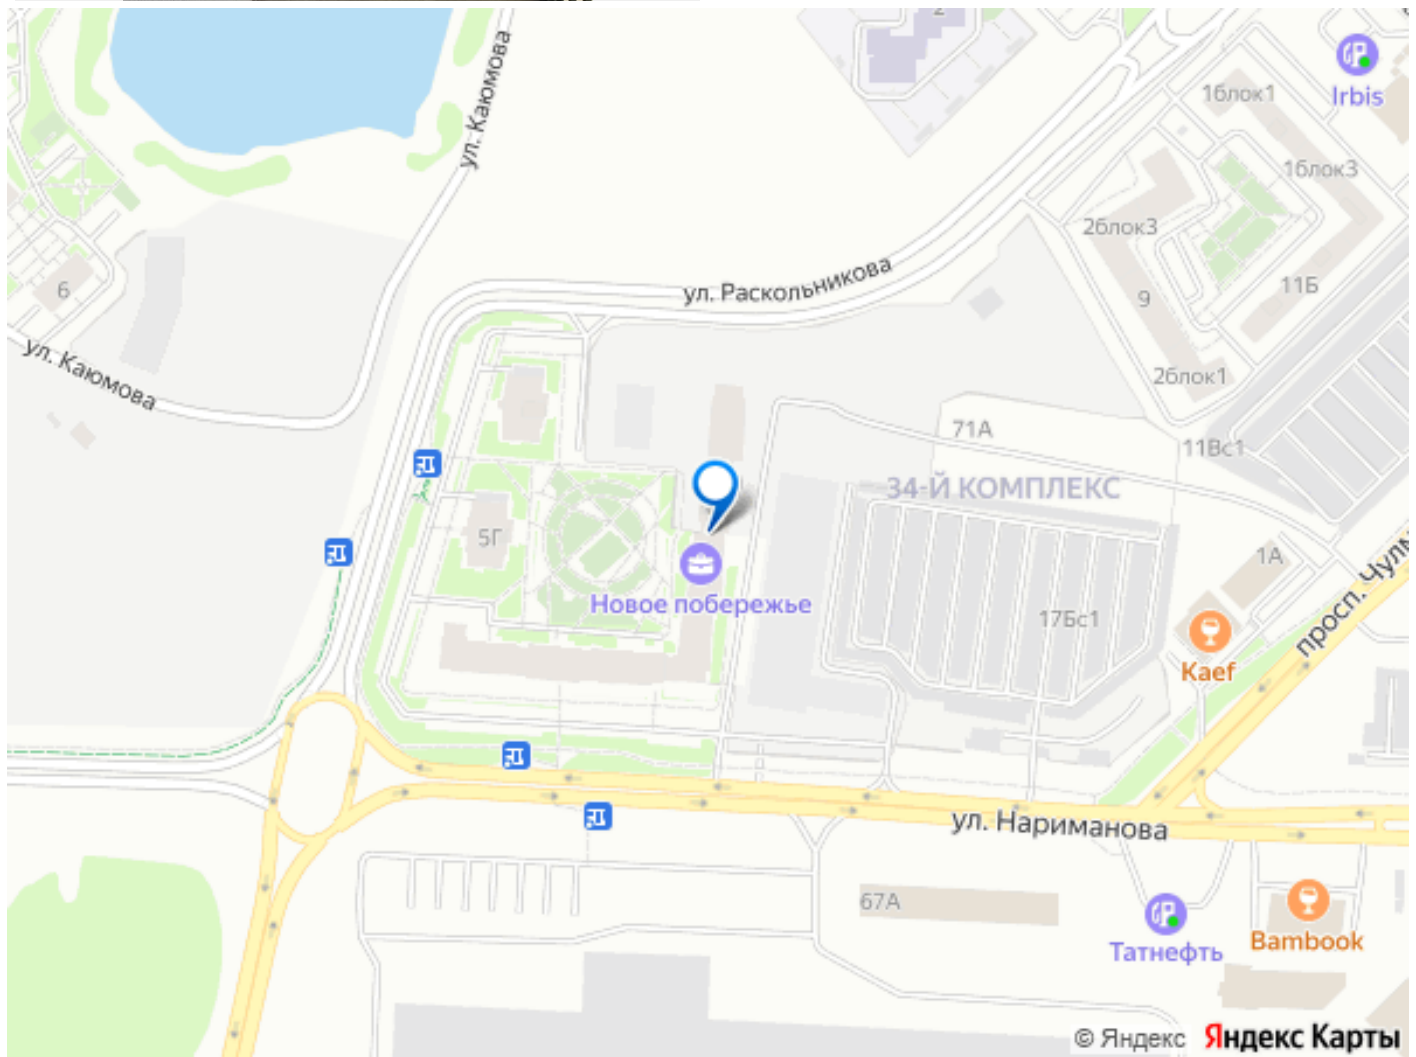 2
ул. Каюмова
1блок1
Irbis
1блок3
2блок3
ул. Раскольникова
6
9
11Б
ул. Каюмова
2блок1
71А
11Вс1
34-Й КОМПЛЕКС
5Г
1А
просп. Чулм
Новое побережье
17Бс1
Kaef
ул. Нариманова
67А
Татнефть
Bambook
© Яндекс Яндекс Карты